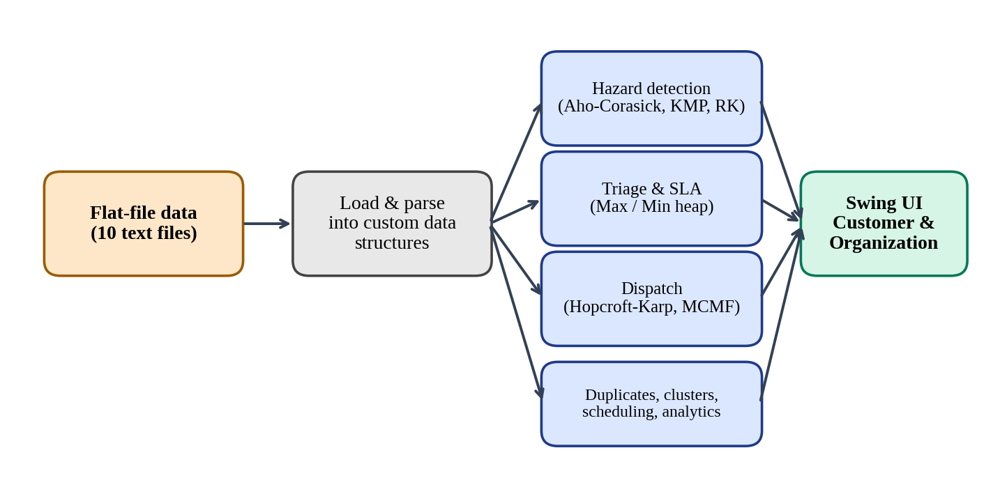 Flat-file data
(10 text files)
Load & parse
into custom data
structures
Hazard detection
(Aho-Corasick, KMP, RK)
Triage & SLA
(Max / Min heap)
Dispatch
(Hopcroft-Karp, MCMF)
Duplicates, clusters,
scheduling, analytics
Swing UI
Customer &
Organization